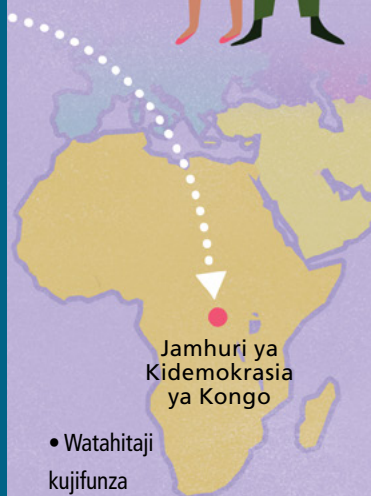 Jamhuri ya
Kidemokrasia
ya Kongo
• Watahitaji
kujifunza